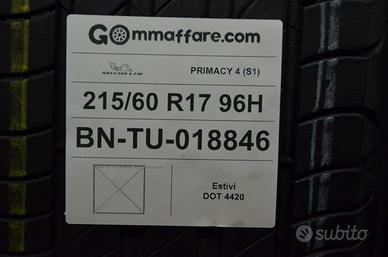 GOmmaffare.com
MICHELIN
PRIMACY 4 (S1)
215/60 R17 96H
BN-TU-018846
Estivi
DOT 4420
subito